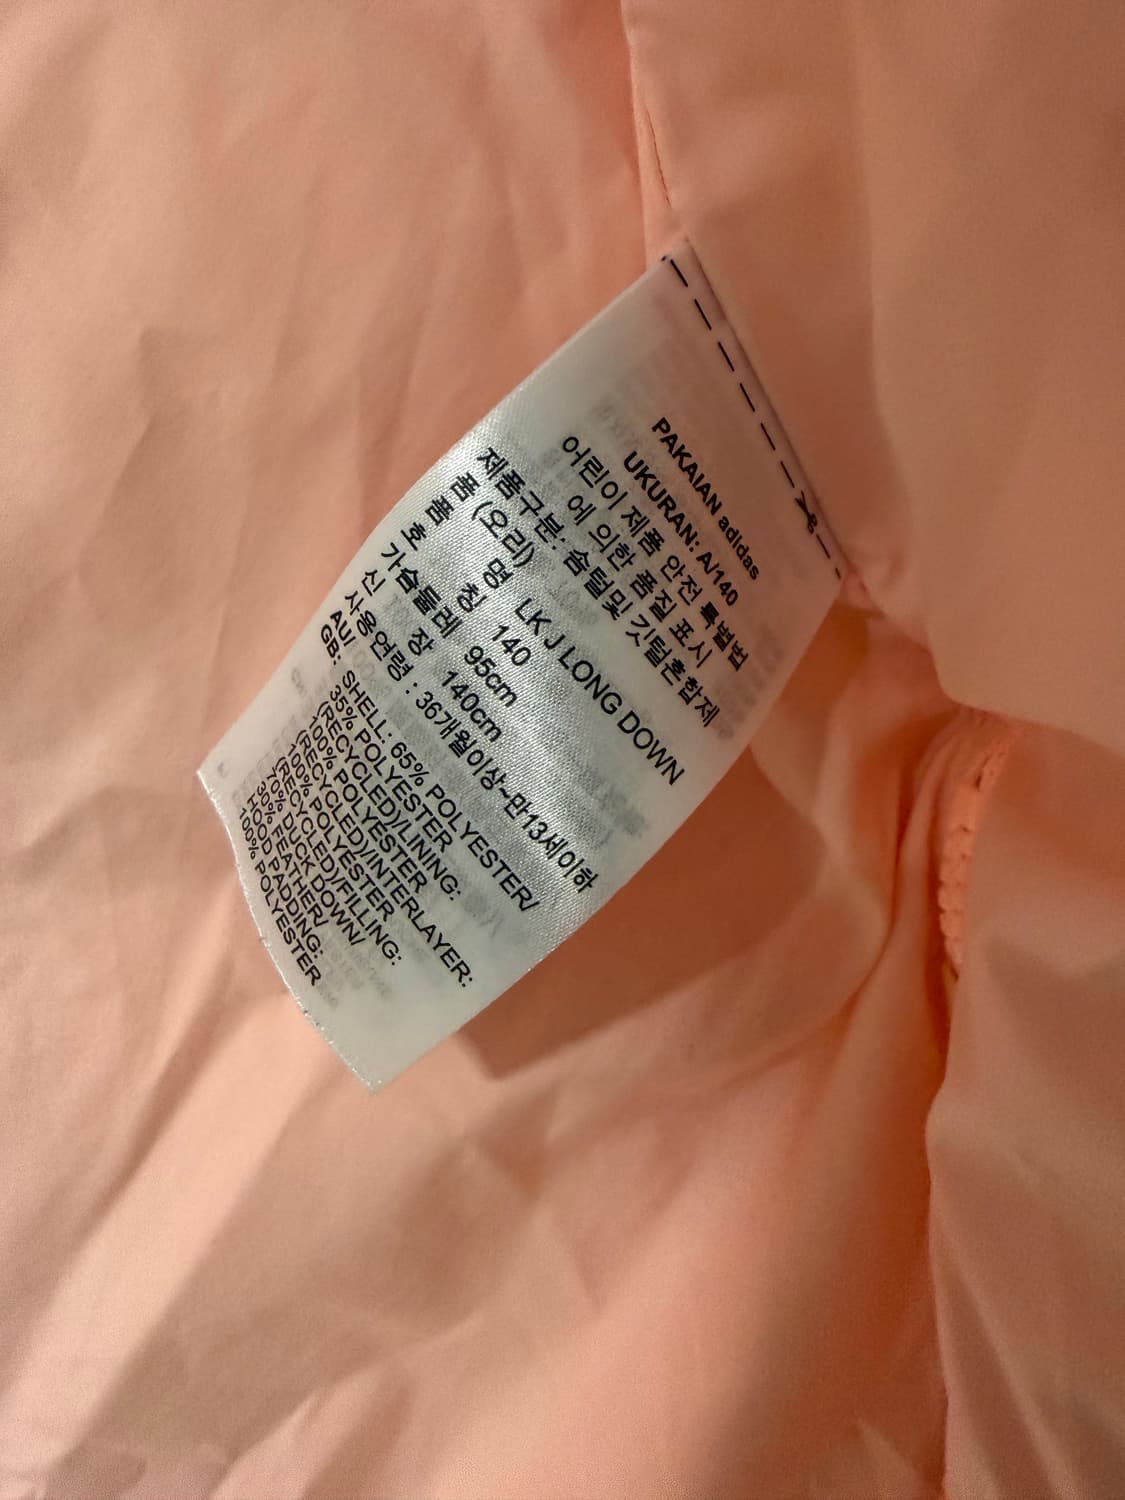 PAKAIAN adidas
UKURAN: A/140
어린이 제품 안전 특별법
에 의한 품질 표시
제품구분: 솜털및 깃털혼합제
품 (오리)
품 명 LK J LONG DOWN
호 칭 140
가슴둘레 95cm
신 장 140cm
사용연령 : 36개월이상~만13세이하
AU/
GB: SHELL: 65% POLYESTER/
35% POLYESTER
(RECYCLED)/LINING:
100% POLYESTER
(RECYCLED)/INTERLAYER:
100% POLYESTER
(RECYCLED)/FILLING:
70% DUCK DOWN/
30% FEATHER/
HOOD PADDING:
100% POLYESTER